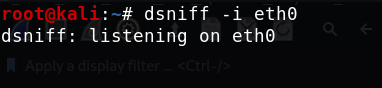 root@kali:~# dsniff -i eth0
dsniff: listening on eth0
Apply a display filter ... <Ctrl-/>